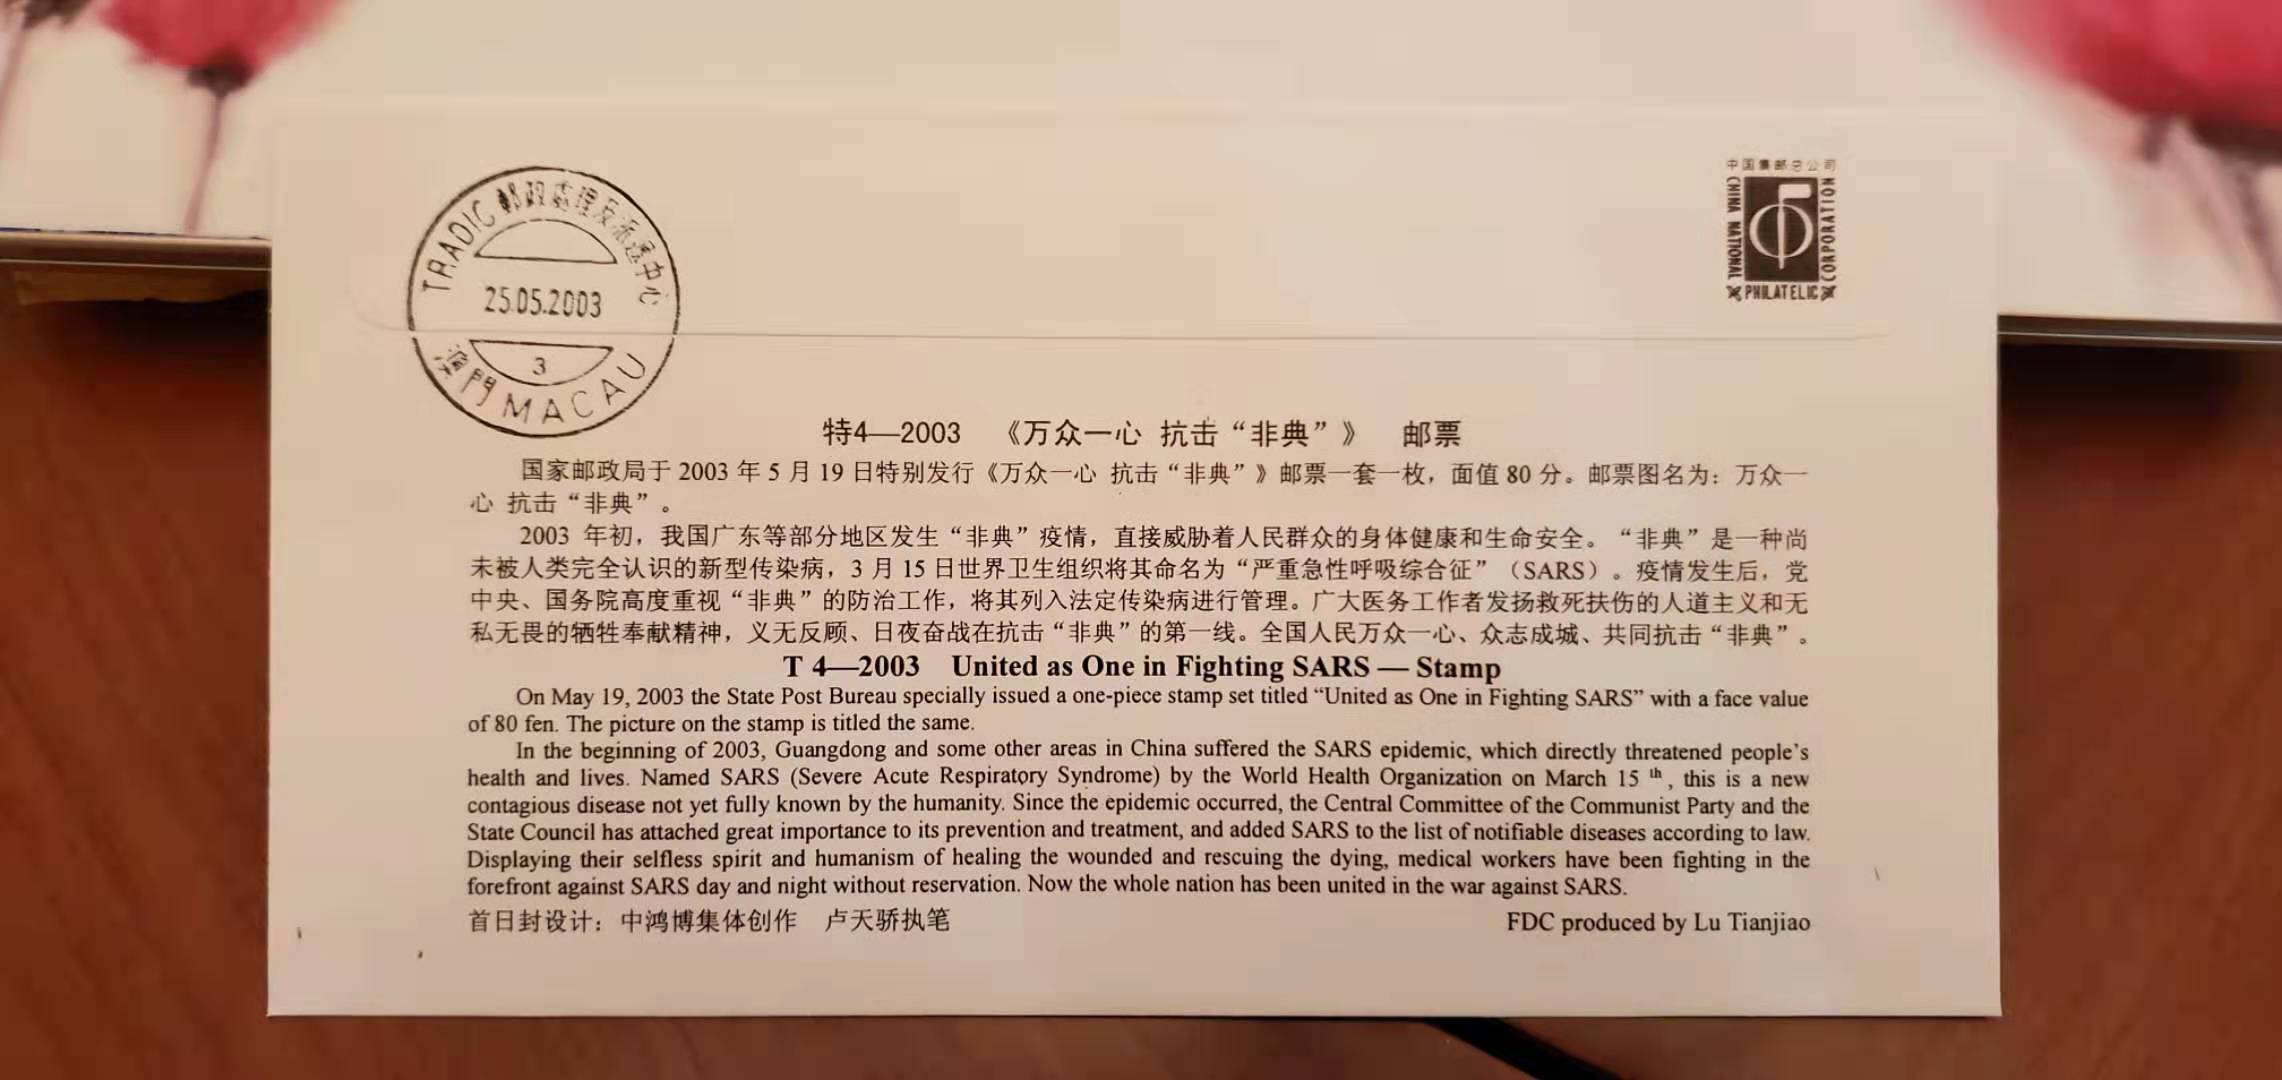 TRADIC 郵政處理及派遞中心
25.05.2003
3
澳門 MACAU
中国集邮总公司
CHINA NATIONAL
PHILATELIC
CORPORATION
特4—2003 《万众一心 抗击“非典”》 邮票
国家邮政局于 2003 年 5 月 19 日特别发行《万众一心 抗击“非典”》邮票一套一枚，面值 80 分。邮票图名为：万众一
心 抗击“非典”。
2003 年初，我国广东等部分地区发生“非典”疫情，直接威胁着人民群众的身体健康和生命安全。“非典”是一种尚
未被人类完全认识的新型传染病，3 月 15 日世界卫生组织将其命名为“严重急性呼吸综合征”（SARS）。疫情发生后，党
中央、国务院高度重视“非典”的防治工作，将其列入法定传染病进行管理。广大医务工作者发扬救死扶伤的人道主义和无
私无畏的牺牲奉献精神，义无反顾、日夜奋战在抗击“非典”的第一线。全国人民万众一心、众志成城、共同抗击“非典”。
T 4—2003 United as One in Fighting SARS — Stamp
On May 19, 2003 the State Post Bureau specially issued a one-piece stamp set titled “United as One in Fighting SARS” with a face value
of 80 fen. The picture on the stamp is titled the same.
In the beginning of 2003, Guangdong and some other areas in China suffered the SARS epidemic, which directly threatened people’s
health and lives. Named SARS (Severe Acute Respiratory Syndrome) by the World Health Organization on March 15 th , this is a new
contagious disease not yet fully known by the humanity. Since the epidemic occurred, the Central Committee of the Communist Party and the
State Council has attached great importance to its prevention and treatment, and added SARS to the list of notifiable diseases according to law.
Displaying their selfless spirit and humanism of healing the wounded and rescuing the dying, medical workers have been fighting in the
forefront against SARS day and night without reservation. Now the whole nation has been united in the war against SARS.
首日封设计：中鸿博集体创作 卢天骄执笔 FDC produced by Lu Tianjiao